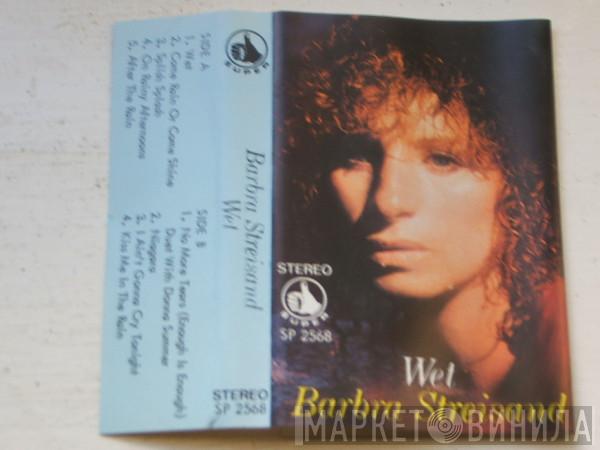 SIDE A
1. Wet
2. Come Rain Or Come Shine
3. Splish Splash
4. On Rainy Afternoons
5. After The Rain
SIDE B
1. No More Tears (Enough Is Enough)
Duet With Donna Summer
2. Niagara
3. I Ain't Gonna Cry Tonight
4. Kiss Me In The Rain
SUPER
Barbra Streisand
Wet
STEREO
SP 2568
STEREO
SUPER
SP 2568
Wet
Barbra Streisand
МАРКЕТ ВИНИЛА